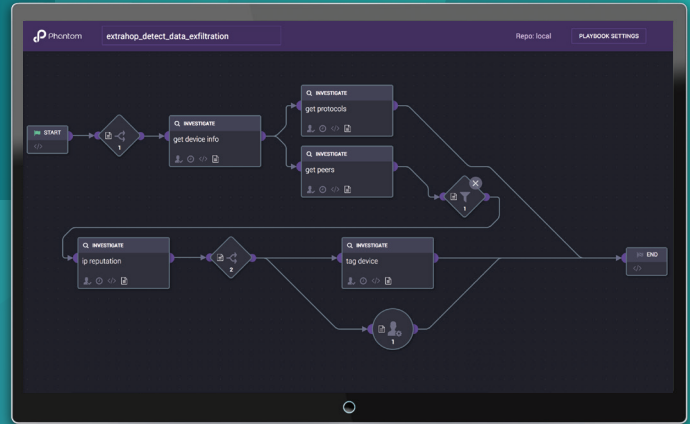 Phantom
extrahop_detect_data_exfiltration
Repo: local
PLAYBOOK SETTINGS
START
</>
1
INVESTIGATE
get device info
</>
INVESTIGATE
get protocols
</>
INVESTIGATE
get peers
</>
1
INVESTIGATE
ip reputation
</>
2
INVESTIGATE
tag device
</>
1
END
</>